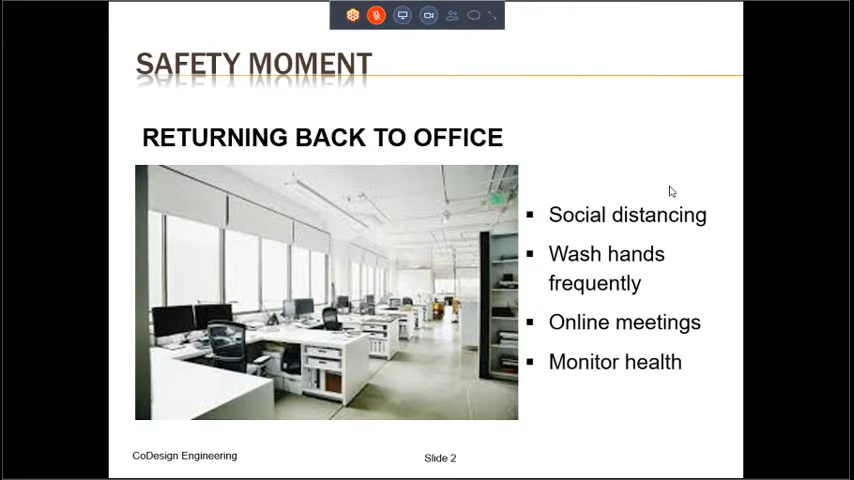 SAFETY MOMENT
RETURNING BACK TO OFFICE
▪ Social distancing
▪ Wash hands
frequently
▪ Online meetings
▪ Monitor health
CoDesign Engineering
Slide 2